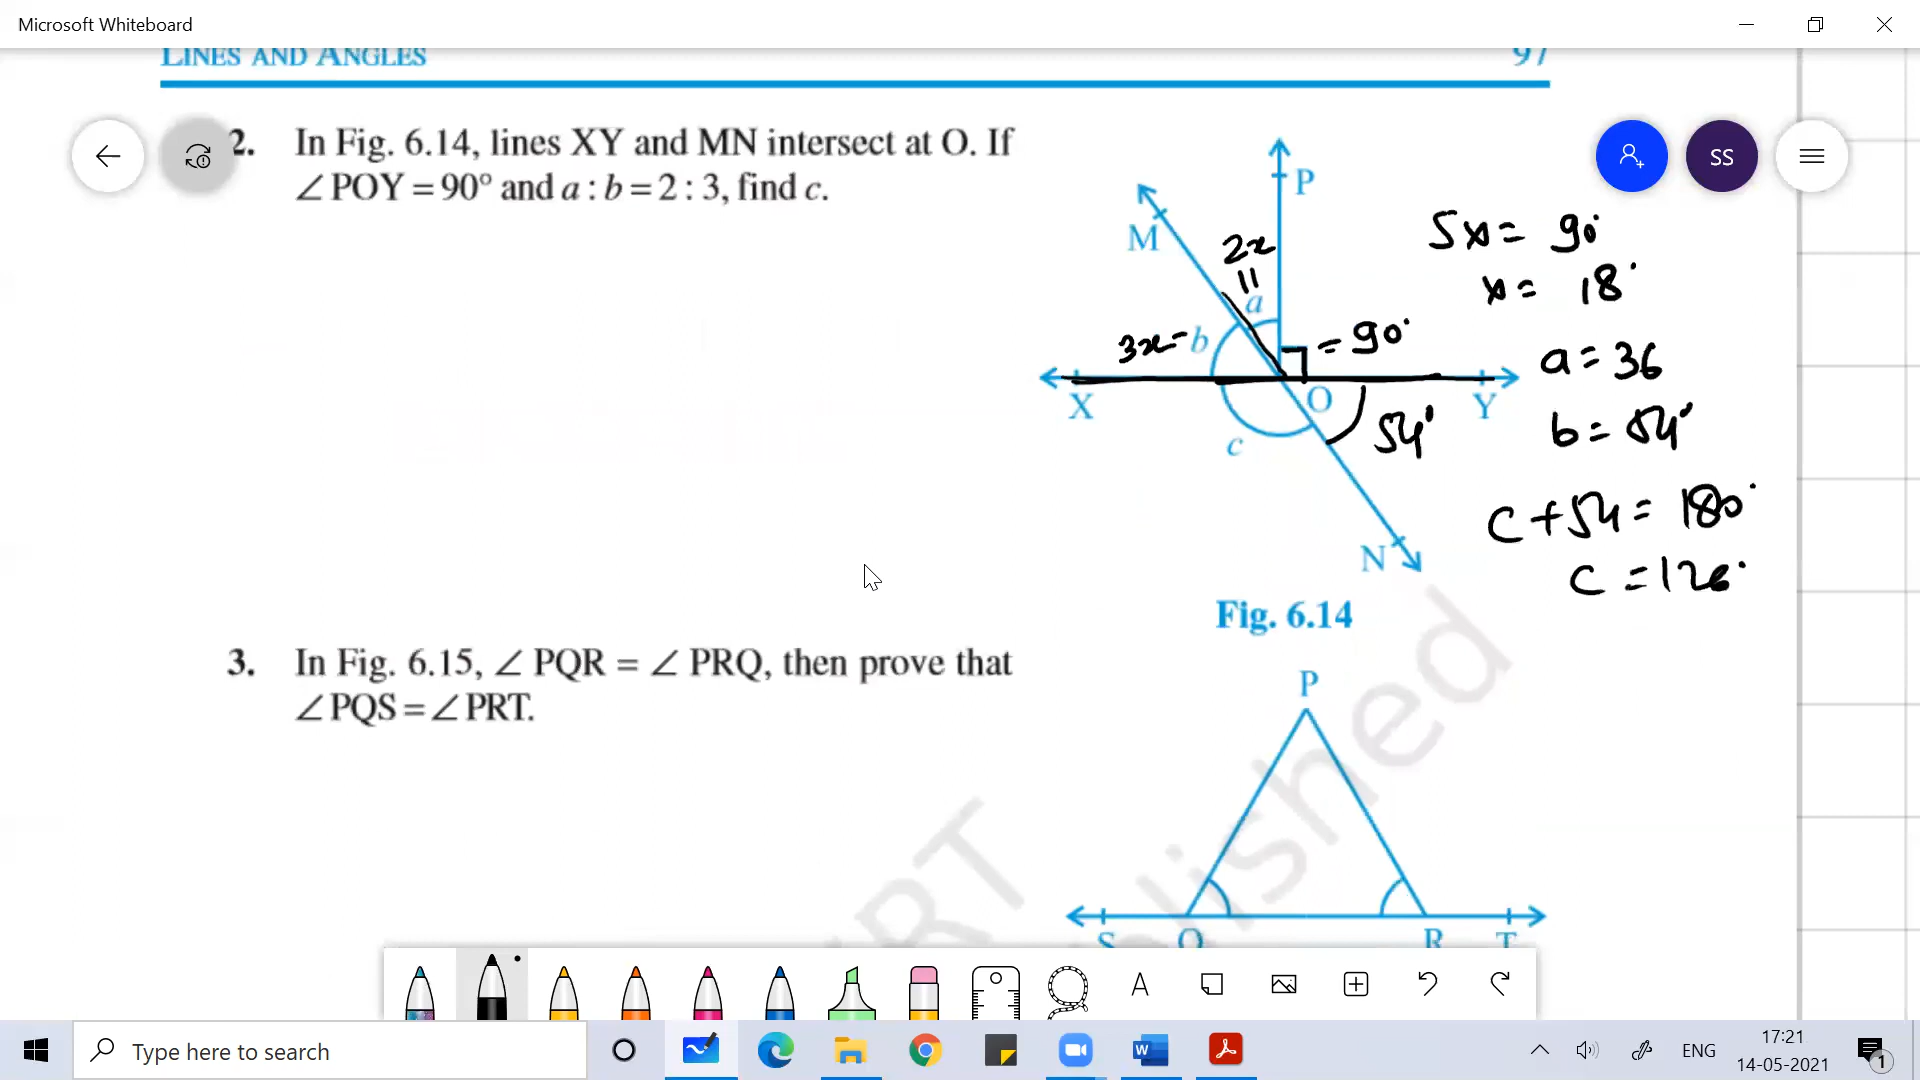 Microsoft Whiteboard
LINES AND ANGLES 97
2. In Fig. 6.14, lines XY and MN intersect at O. If
∠ POY = 90° and a : b = 2 : 3, find c.
SS
P
M
2x
=
a
3x = b
= 90°
X
O
Y
54°
c
N
5x = 90°
x = 18°
a = 36
b = 54°
c + 54 = 180°
c = 126°
Fig. 6.14
3. In Fig. 6.15, ∠ PQR = ∠ PRQ, then prove that
∠ PQS = ∠ PRT.
P
S Q R T
Type here to search
ENG
17:21
14-05-2021
1